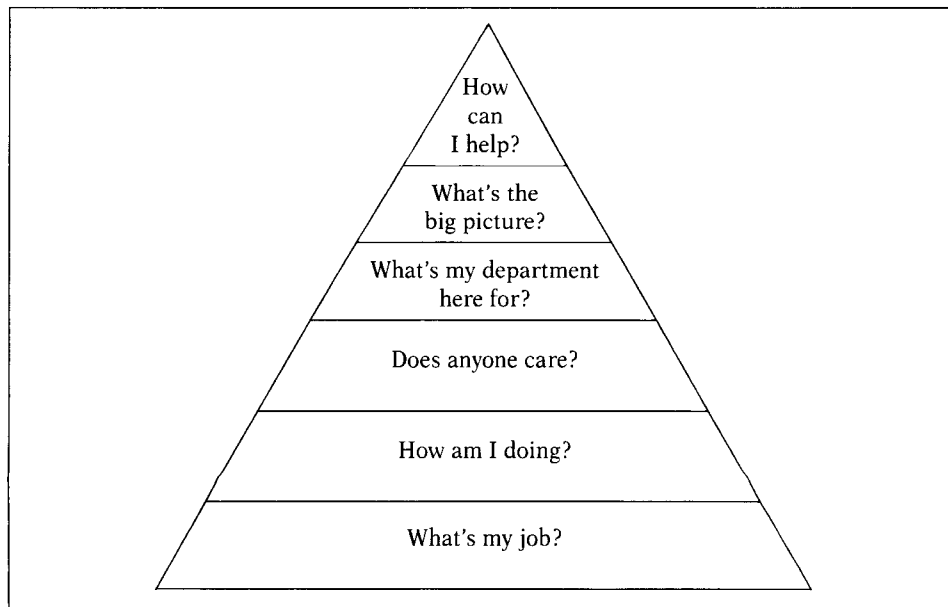 How
can
I help?
What's the
big picture?
What's my department
here for?
Does anyone care?
How am I doing?
What's my job?